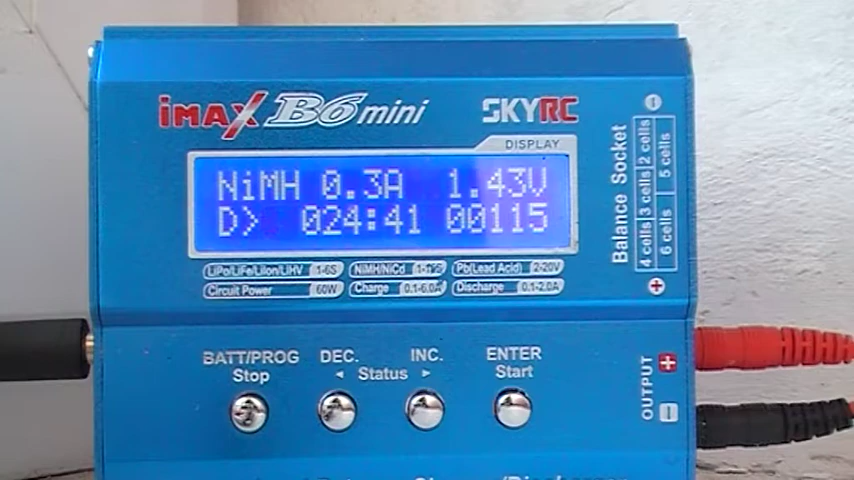 iMAX B6 mini SKYRC
DISPLAY
NiMH 0.3A 1.43V
D> 024:41 00115
LiPo/LiFe/LiIon/LiHV 1-6S NiMH/NiCd Pb(Lead Acid) 2-20V
Circuit Power 60W Charge 0.1-6.0A Discharge 0.1-2.0A
BATT/PROG DEC. INC. ENTER
Stop ◄ Status ► Start
Balance Socket
4 cells 3 cells 2 cells
6 cells 5 cells
OUTPUT